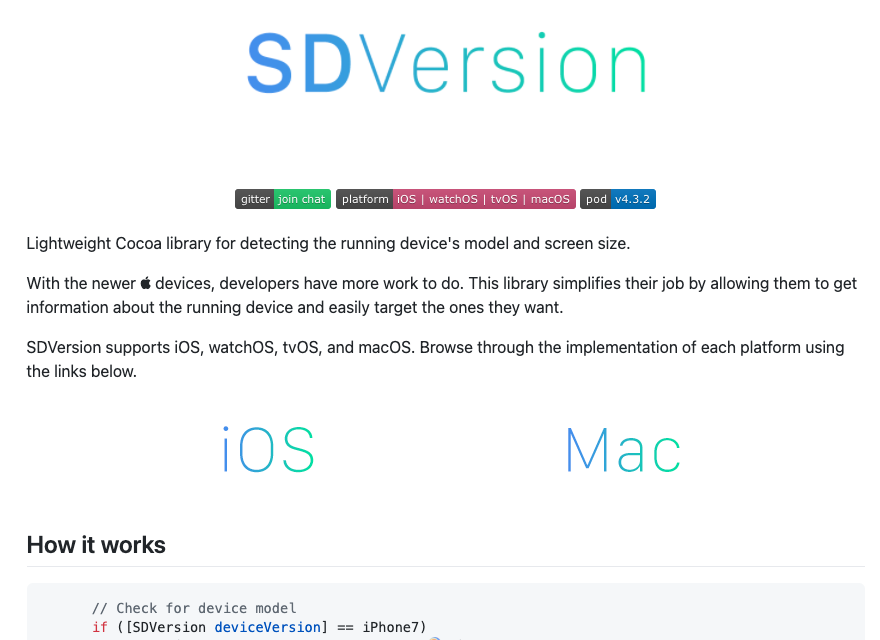 SDVersion
gitter join chat platform iOS | watchOS | tvOS | macOS pod v4.3.2
Lightweight Cocoa library for detecting the running device's model and screen size.
With the newer  devices, developers have more work to do. This library simplifies their job by allowing them to get
information about the running device and easily target the ones they want.
SDVersion supports iOS, watchOS, tvOS, and macOS. Browse through the implementation of each platform using
the links below.
iOS Mac
How it works
// Check for device model
if ([SDVersion deviceVersion] == iPhone7)